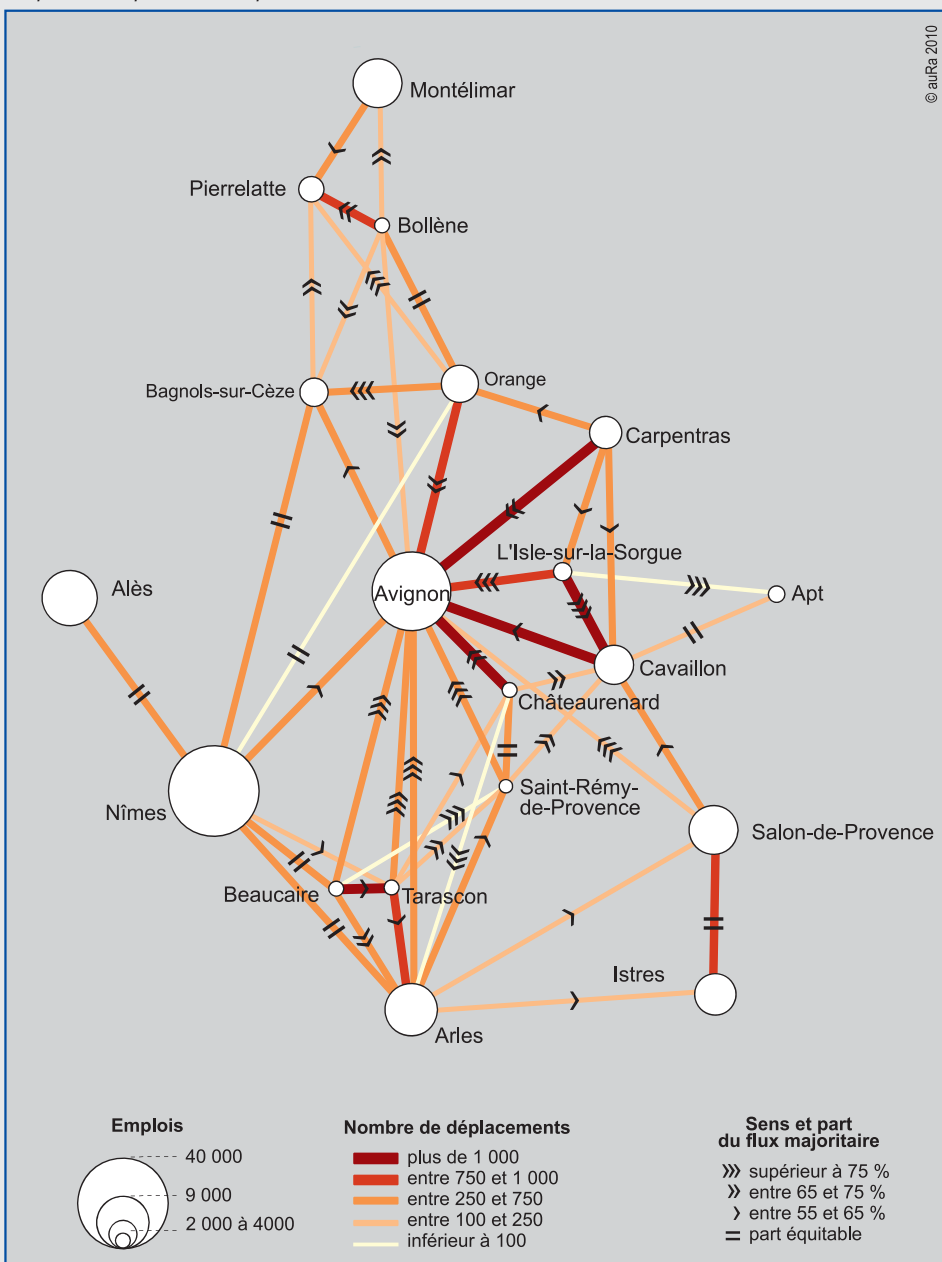 © auRa 2010
Montélimar
Pierrelatte
Bollène
Bagnols-sur-Cèze
Orange
Carpentras
L'Isle-sur-la-Sorgue
Alès
Avignon
Apt
Cavaillon
Châteaurenard
Saint-Rémy-
de-Provence
Nîmes
Salon-de-Provence
Beaucaire
Tarascon
Istres
Arles
Emplois
40 000
9 000
2 000 à 4000
Nombre de déplacements
plus de 1 000
entre 750 et 1 000
entre 250 et 750
entre 100 et 250
inférieur à 100
Sens et part
du flux majoritaire
supérieur à 75 %
entre 65 et 75 %
entre 55 et 65 %
part équitable